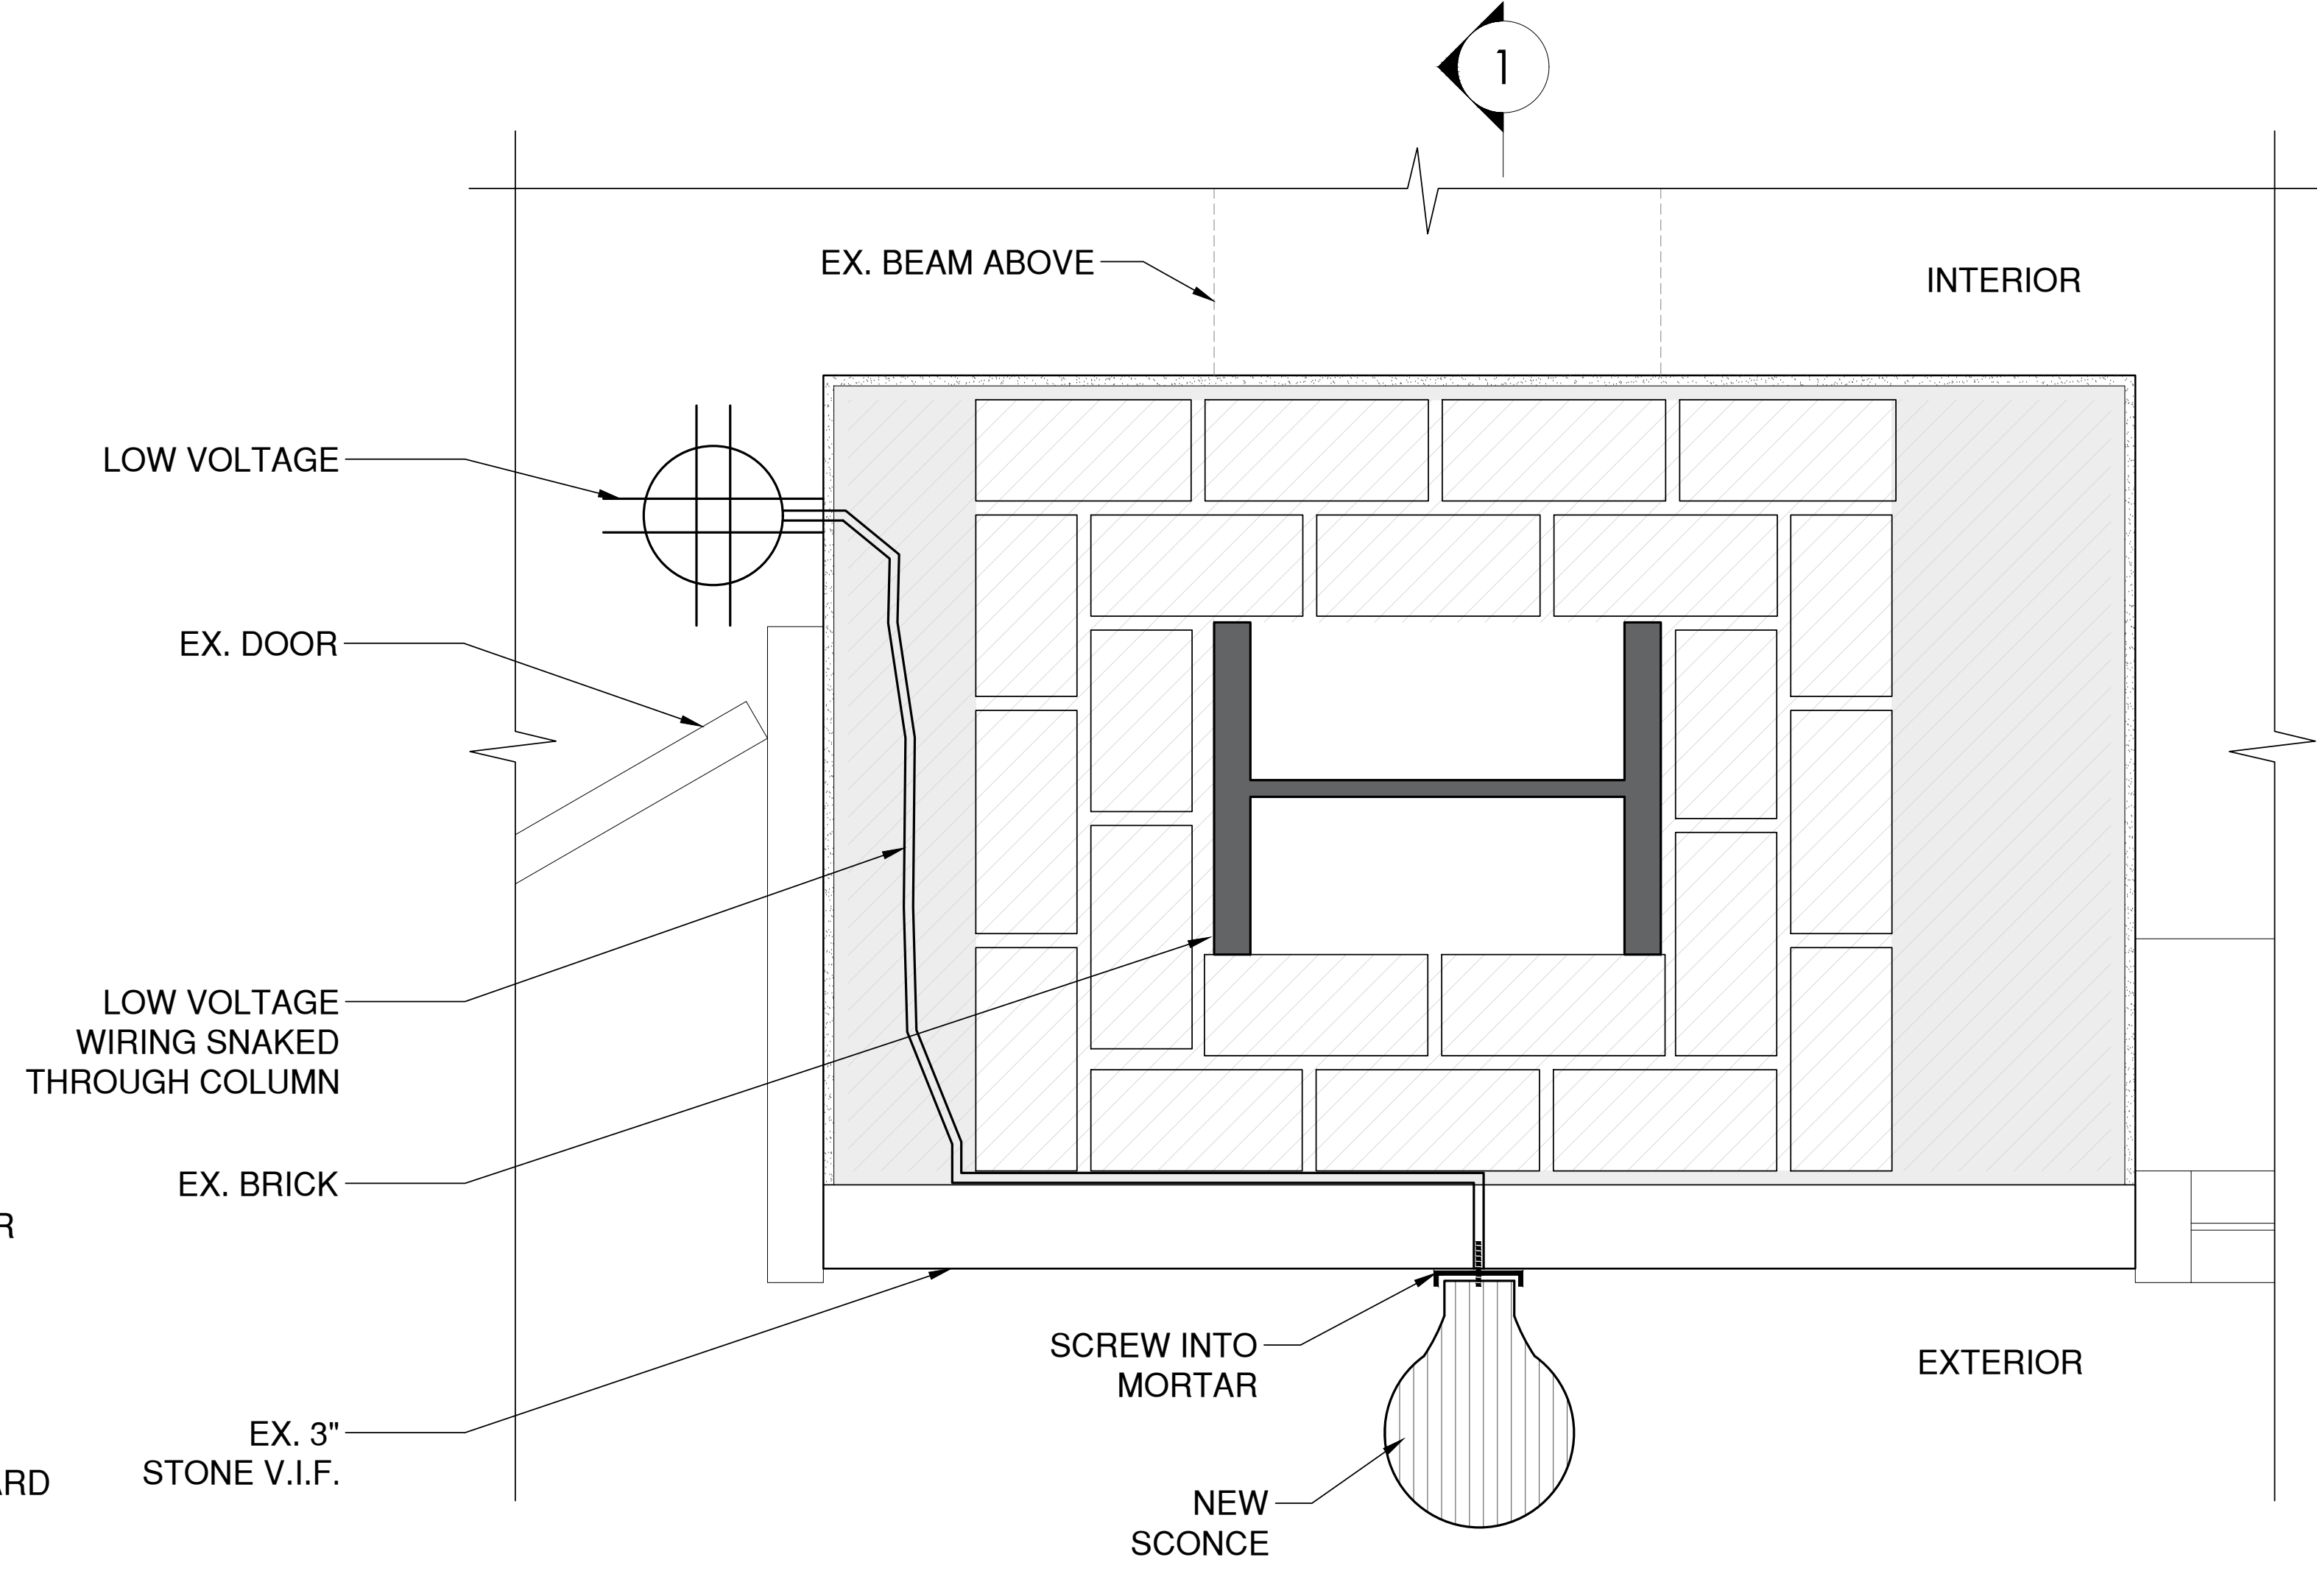 1
EX. BEAM ABOVE
INTERIOR
LOW VOLTAGE
EX. DOOR
LOW VOLTAGE
WIRING SNAKED
THROUGH COLUMN
EX. BRICK
R
EX. 3"
STONE V.I.F.
ARD
SCREW INTO
MORTAR
EXTERIOR
NEW
SCONCE